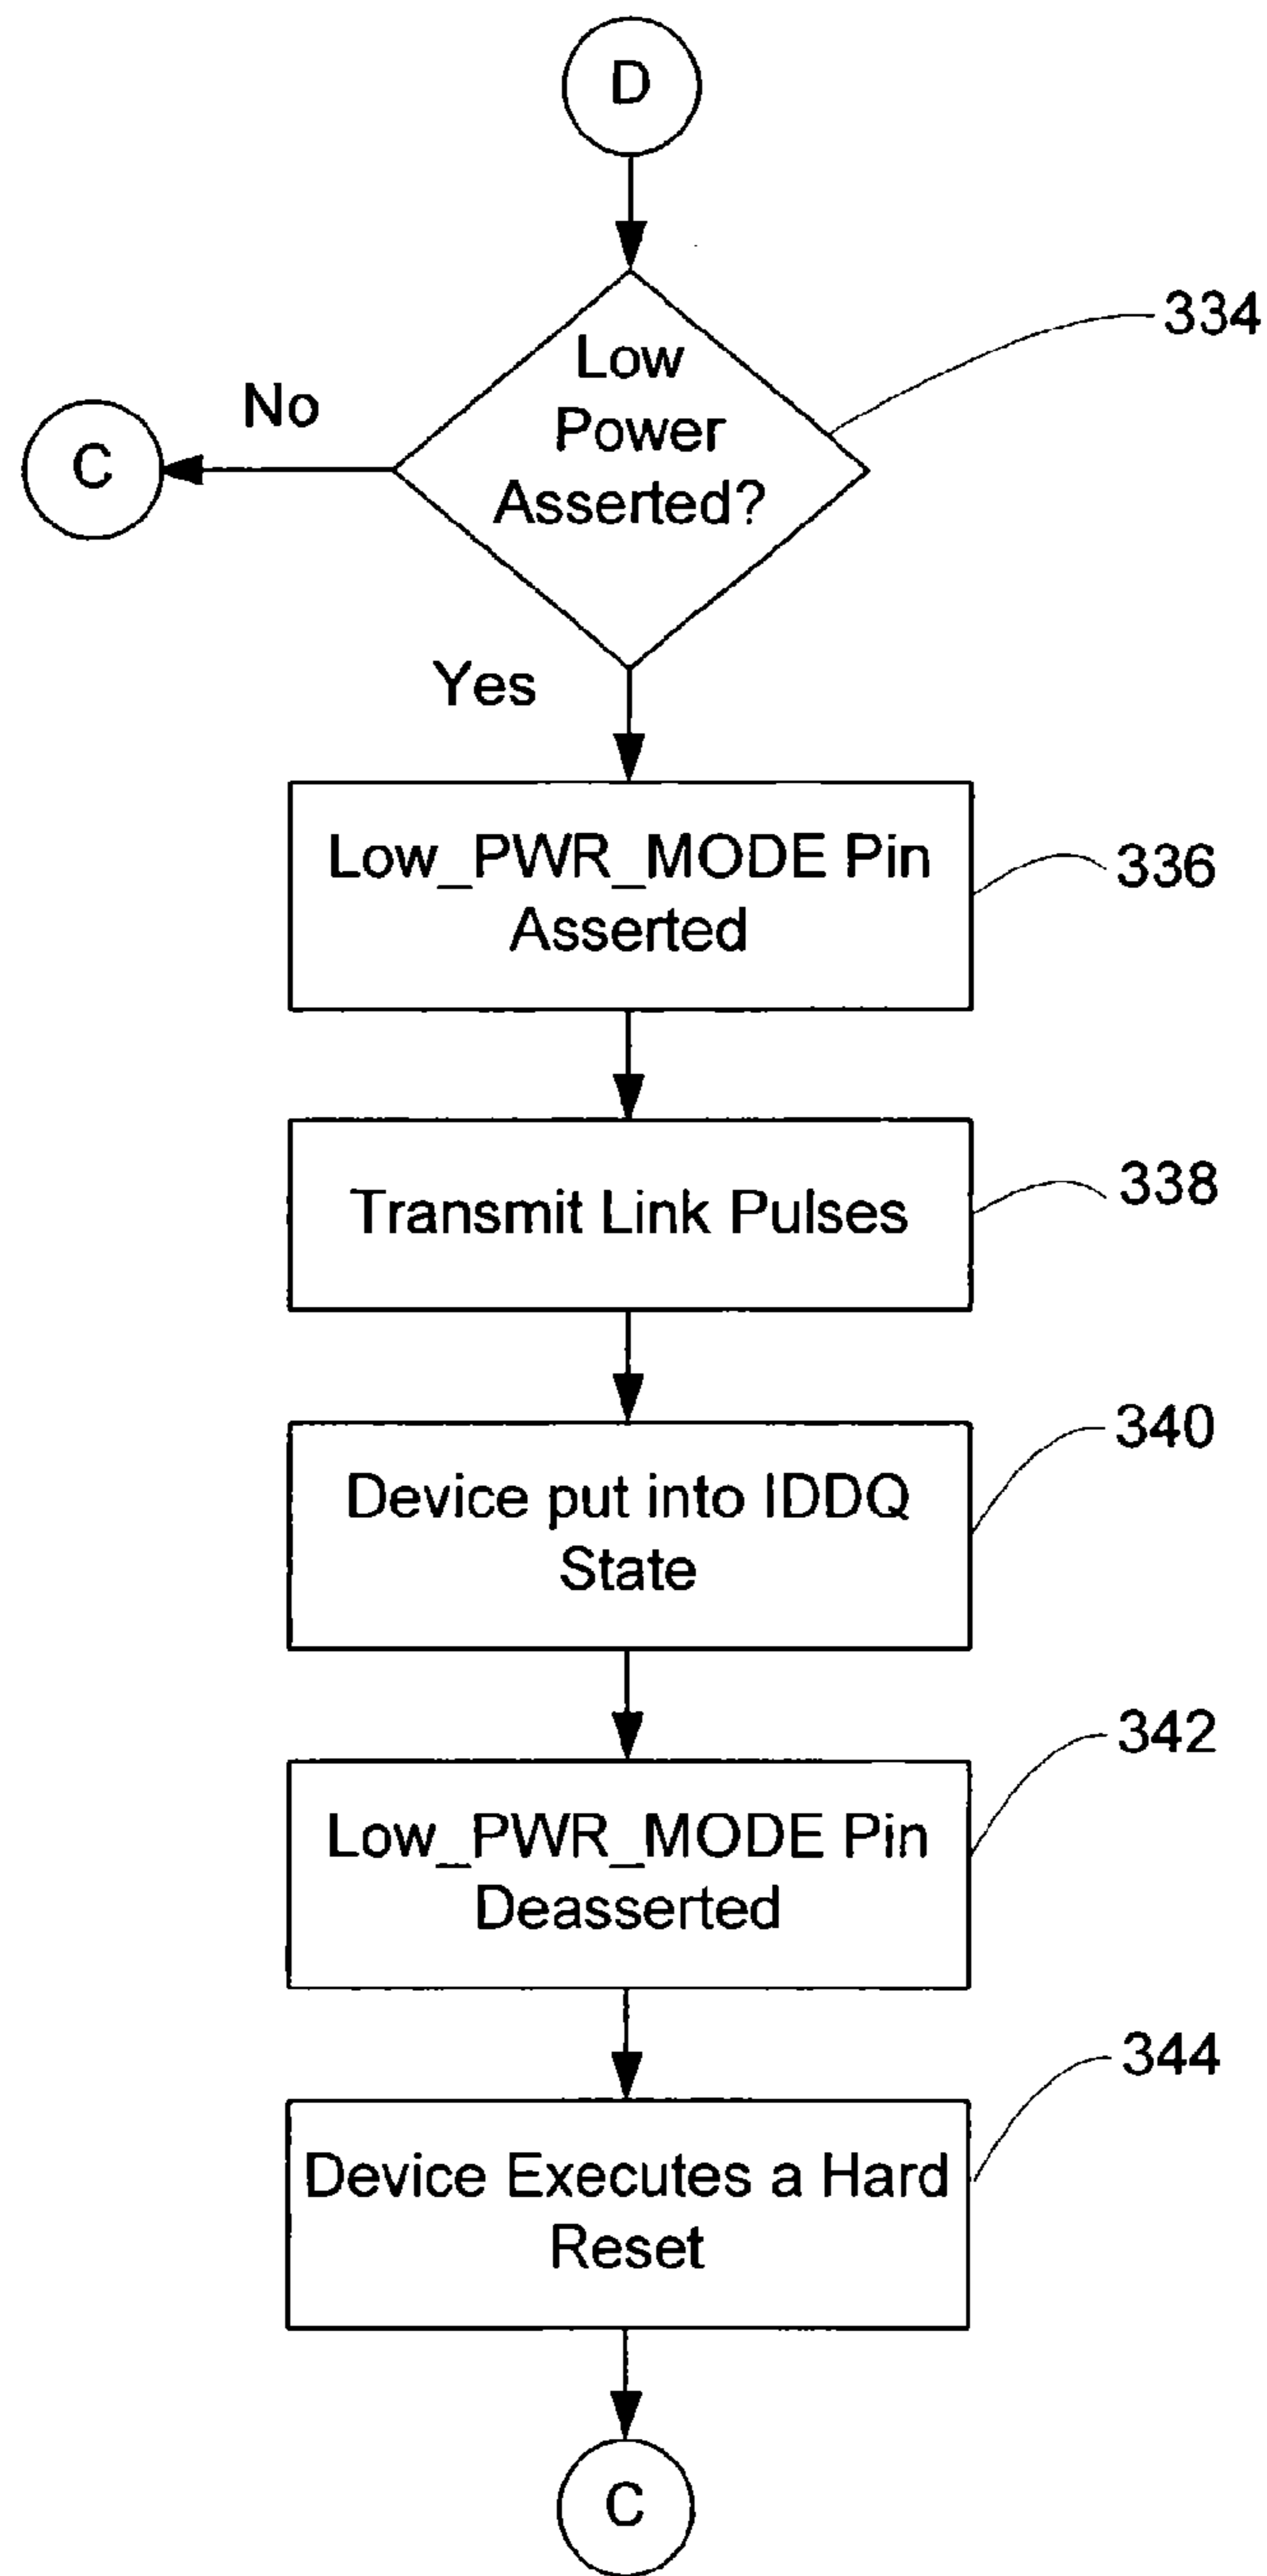 D
334
Low
Power
Asserted?
No
C
Yes
Low_PWR_MODE Pin
Asserted
336
Transmit Link Pulses
338
Device put into IDDQ
State
340
Low_PWR_MODE Pin
Deasserted
342
Device Executes a Hard
Reset
344
C